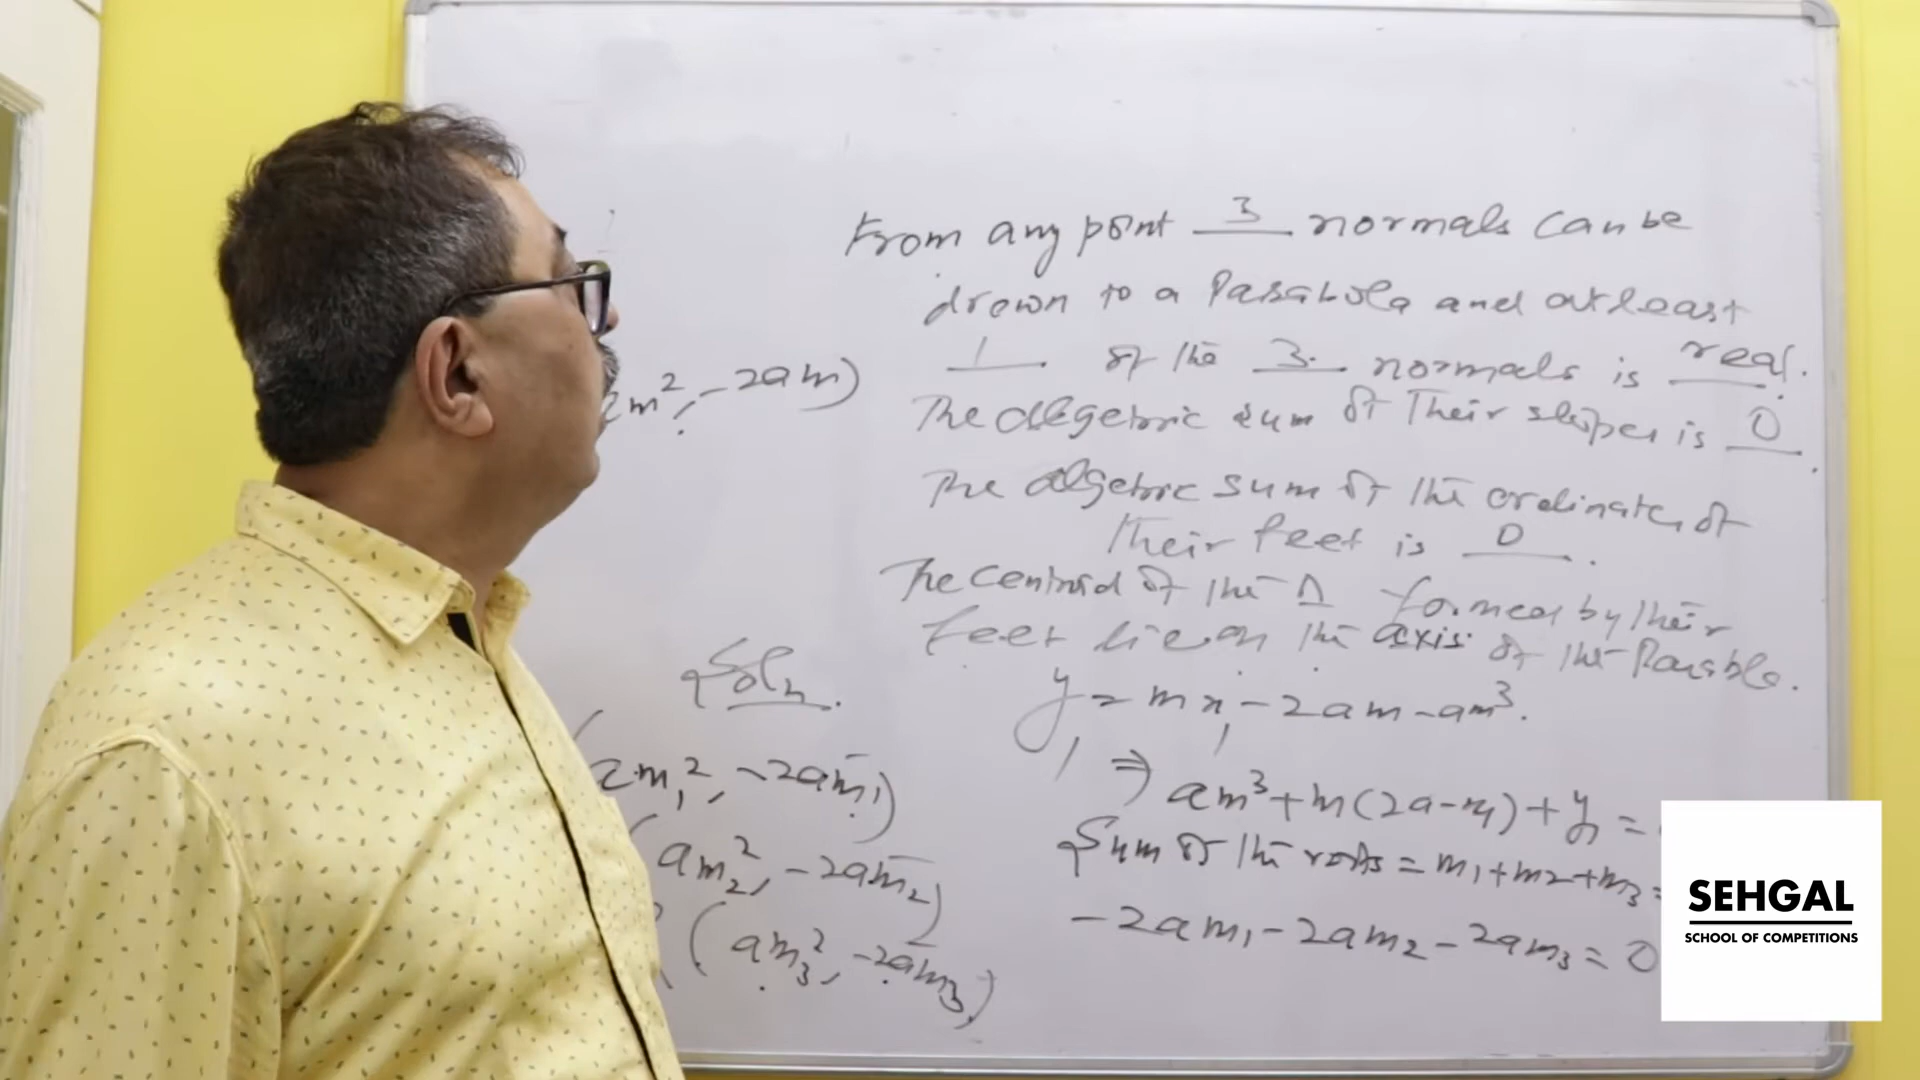 From any point 3 normals can be
drawn to a Parabola and atleast
1 of the 3 normals is real.
The algebric sum of their slopes is 0.
The algebric sum of the ordinates of
their feet is 0.
The centroid of the Δ formed by their
feet lie on the axis of the Parabola.
m², -2am)
Soln.
y₁ = mx₁ - 2am - am³.
⇒ am³ + m(2a - x₁) + y₁ =
Sum of the roots = m₁ + m₂ + m₃ =
-2am₁ - 2am₂ - 2am₃ = 0
(am₁², -2am₁)
(am₂², -2am₂)
(am₃², -2am₃)
SEHGAL
SCHOOL OF COMPETITIONS